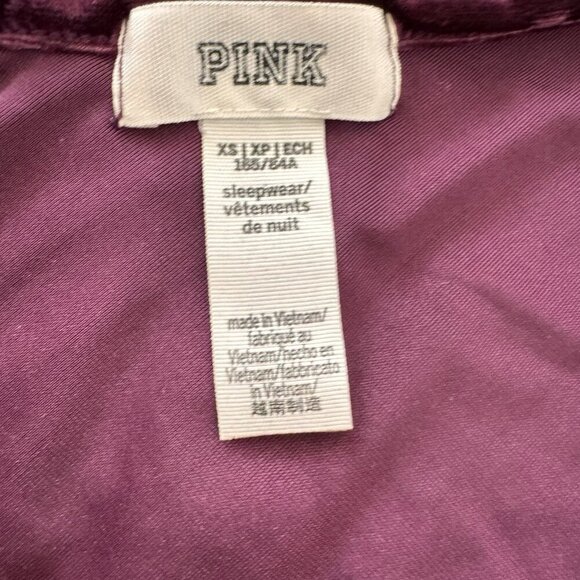 PINK
XS | XP | ECH
165/84A
sleepwear/
vêtements
de nuit
made in Vietnam/
fabriqué au
Vietnam/hecho en
Vietnam/fabbricato
in Vietnam/
越南制造